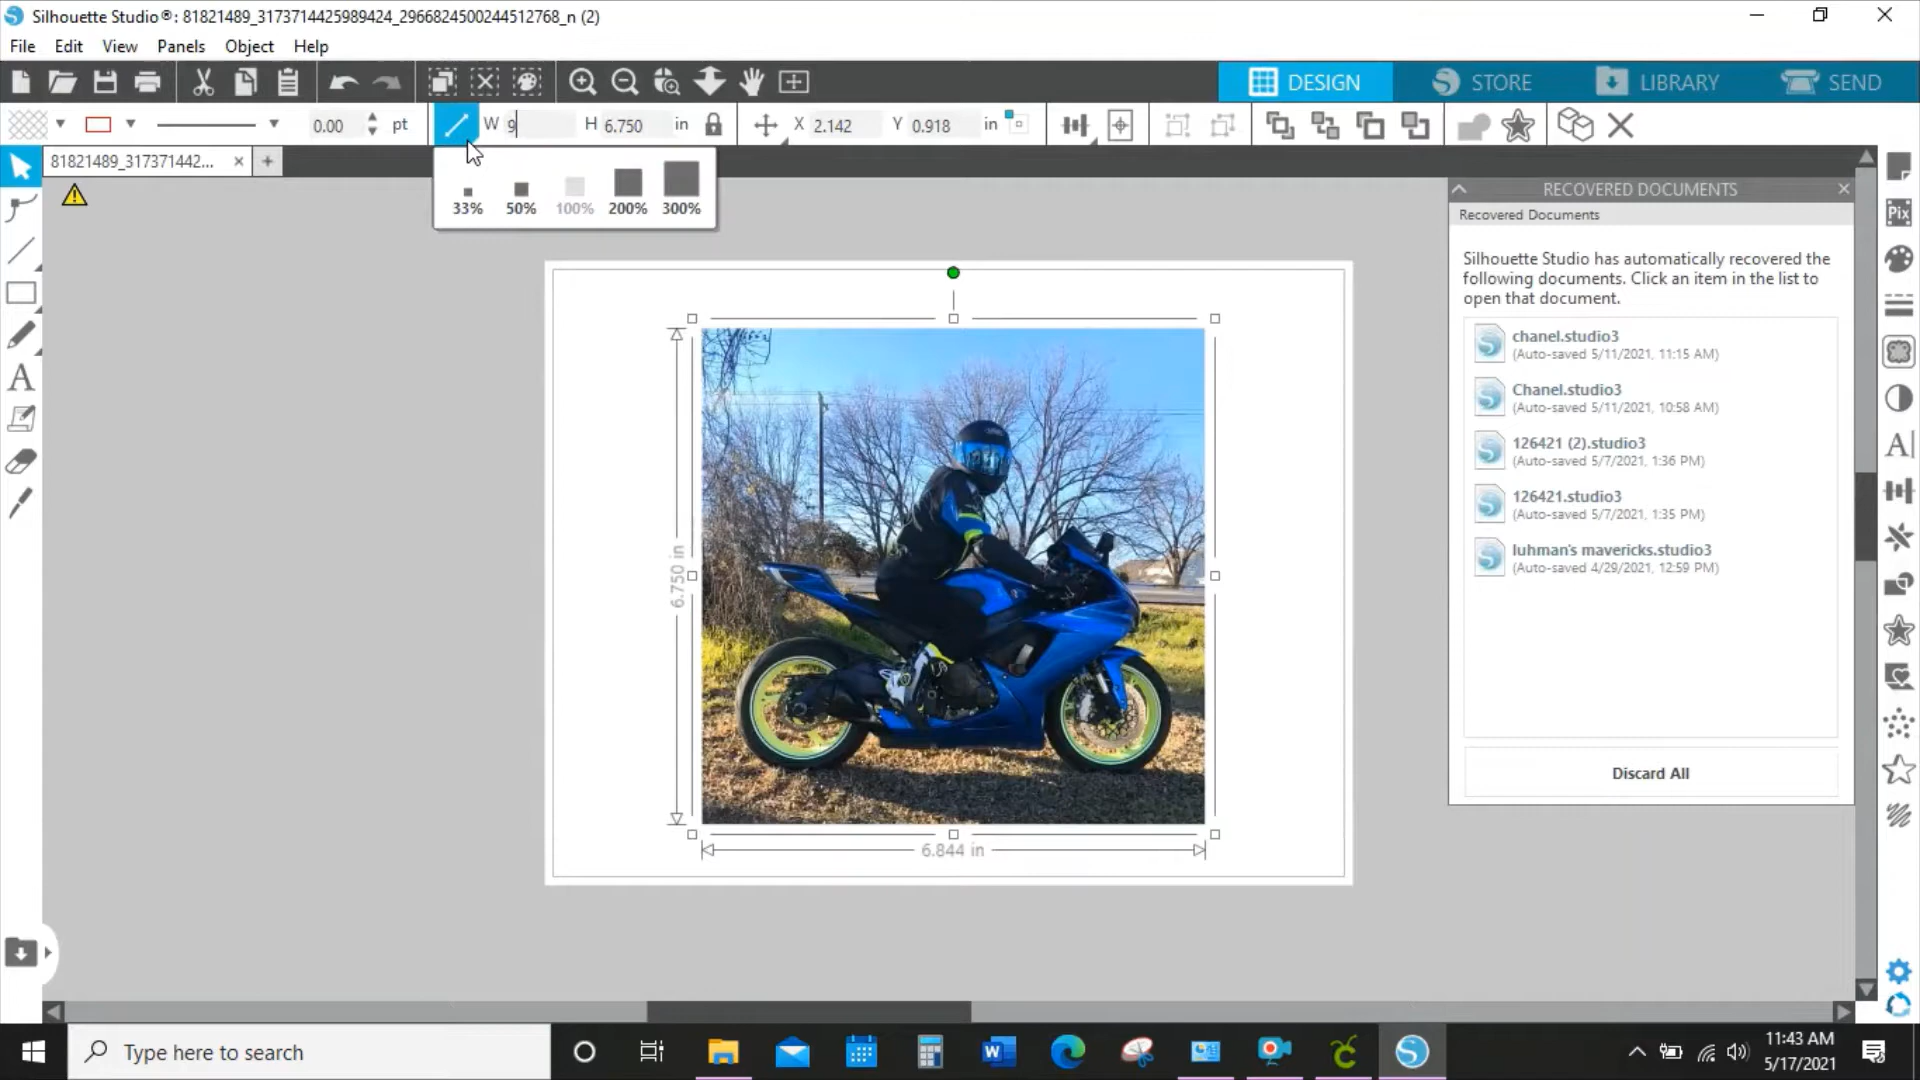 Silhouette Studio®: 81821489_3173714425989424_2966824500244512768_n (2)
File Edit View Panels Object Help
DESIGN STORE LIBRARY SEND
0.00 pt W 9 H 6.750 in X 2.142 Y 0.918 in
81821489_317371442...
33% 50% 100% 200% 300%
RECOVERED DOCUMENTS
Recovered Documents
Silhouette Studio has automatically recovered the
following documents. Click an item in the list to
open that document.
chanel.studio3
(Auto-saved 5/11/2021, 11:15 AM)
Chanel.studio3
(Auto-saved 5/11/2021, 10:58 AM)
126421 (2).studio3
(Auto-saved 5/7/2021, 1:36 PM)
126421.studio3
(Auto-saved 5/7/2021, 1:35 PM)
luhman's mavericks.studio3
(Auto-saved 4/29/2021, 12:59 PM)
Discard All
Pix
6.750 in
6.844 in
Type here to search
11:43 AM
5/17/2021